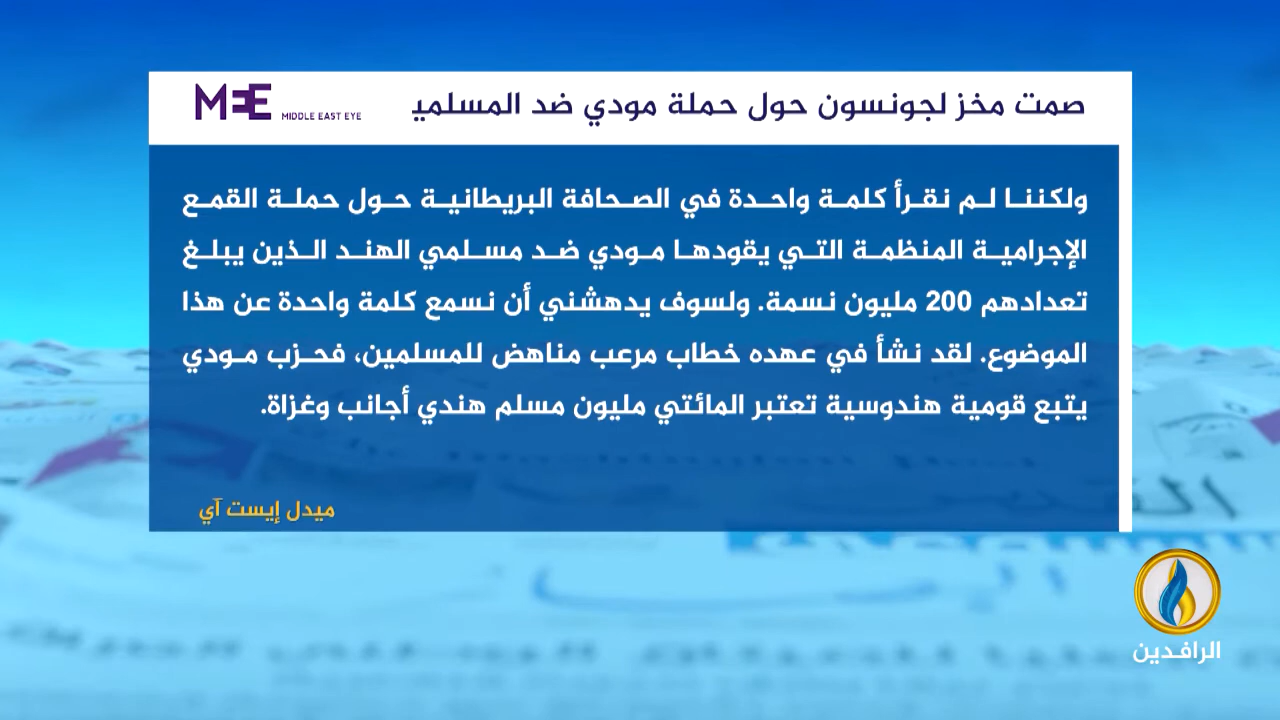 صمت مخز لجونسون حول حملة مودي ضد المسلمي
MEE MIDDLE EAST EYE
ولكننا لم نقرأ كلمة واحدة في الصحافة البريطانية حول حملة القمع
الإجرامية المنظمة التي يقودها مودي ضد مسلمي الهند الذين يبلغ
تعدادهم 200 مليون نسمة. ولسوف يدهشني أن نسمع كلمة واحدة عن هذا
الموضوع. لقد نشأ في عهده خطاب مرعب مناهض للمسلمين، فحزب مودي
يتبع قومية هندوسية تعتبر المائتي مليون مسلم هندي أجانب وغزاة.
ميدل إيست آي
الرافدين